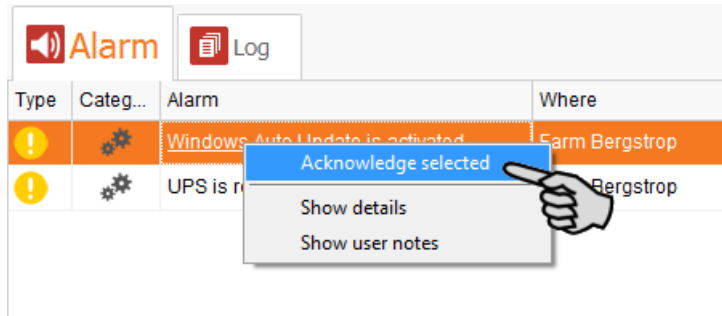 Alarm
Log
Type Categ... Alarm Where
Windows Auto Update is activated Farm Bergstrop
Acknowledge selected
UPS is Bergstrop
Show details
Show user notes